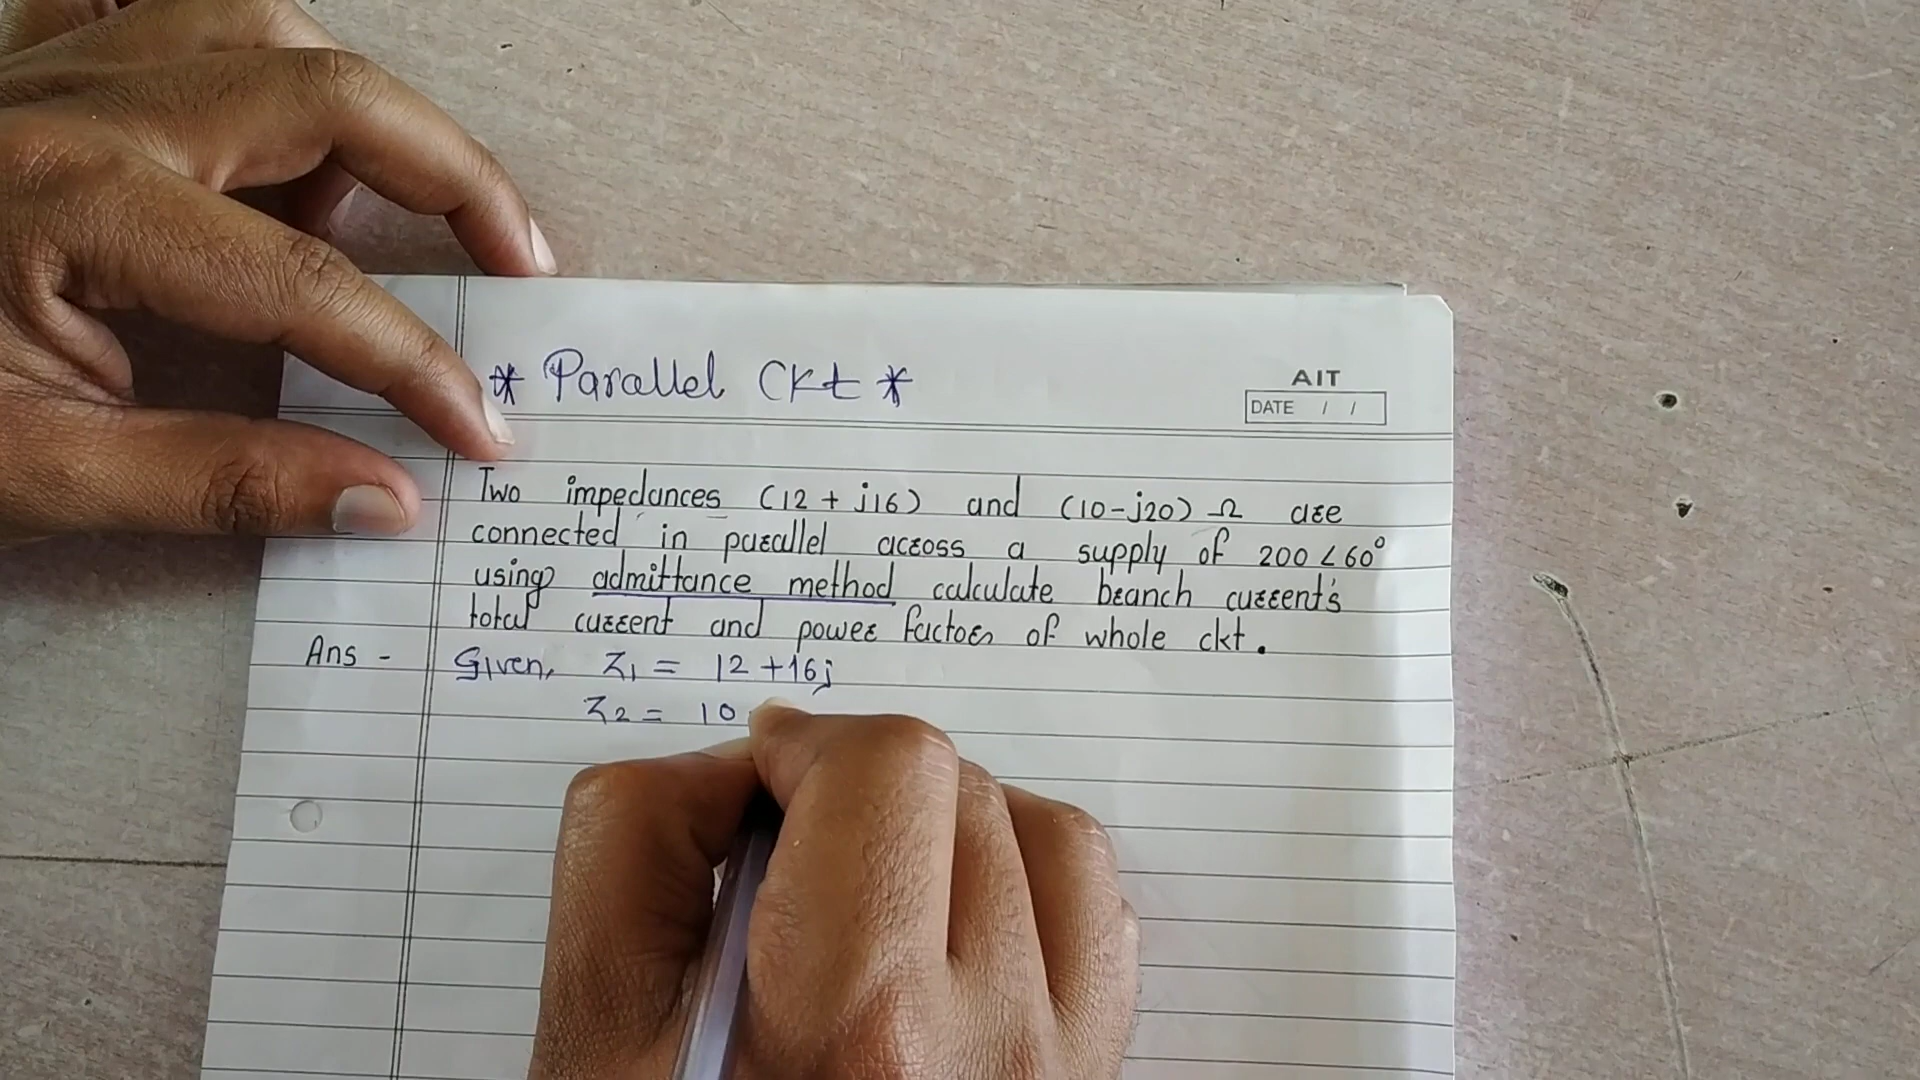 * Parallel Ckt *
AIT
DATE / /
Two impedances (12 + j16) and (10-j20) Ω are
connected in parallel across a supply of 200 ∠60°
using admittance method calculate branch current's
total current and power factors of whole ckt.
Ans - Given, Z1 = 12 + 16j
Z2 = 10